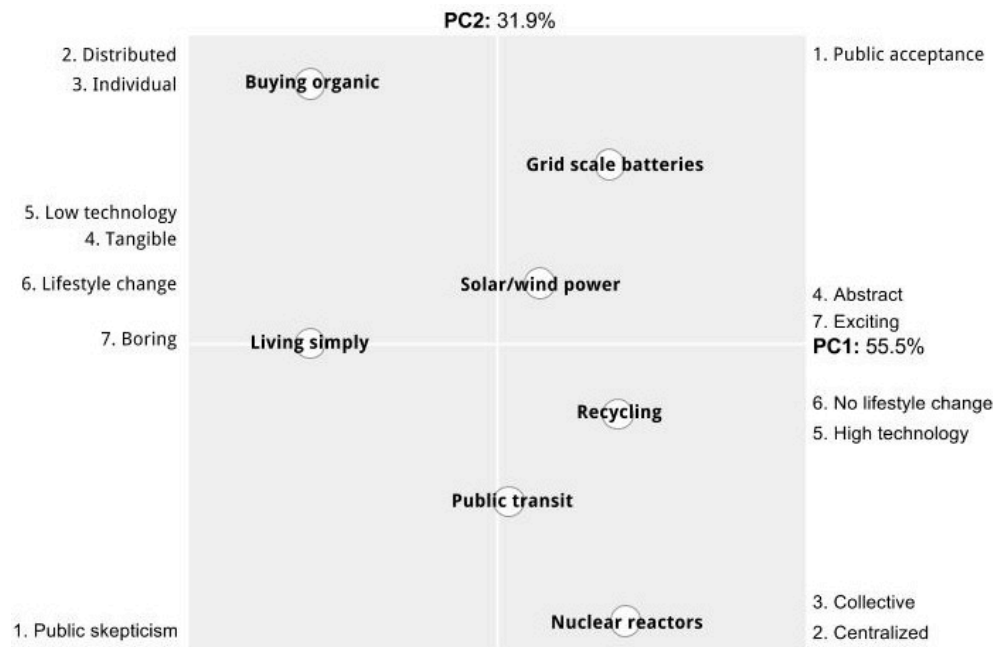 PC2: 31.9%
2. Distributed
1. Public acceptance
3. Individual
Buying organic
Grid scale batteries
5. Low technology
4. Tangible
6. Lifestyle change
Solar/wind power
4. Abstract
7. Exciting
7. Boring
Living simply
PC1: 55.5%
6. No lifestyle change
Recycling
5. High technology
Public transit
3. Collective
Nuclear reactors
1. Public skepticism
2. Centralized